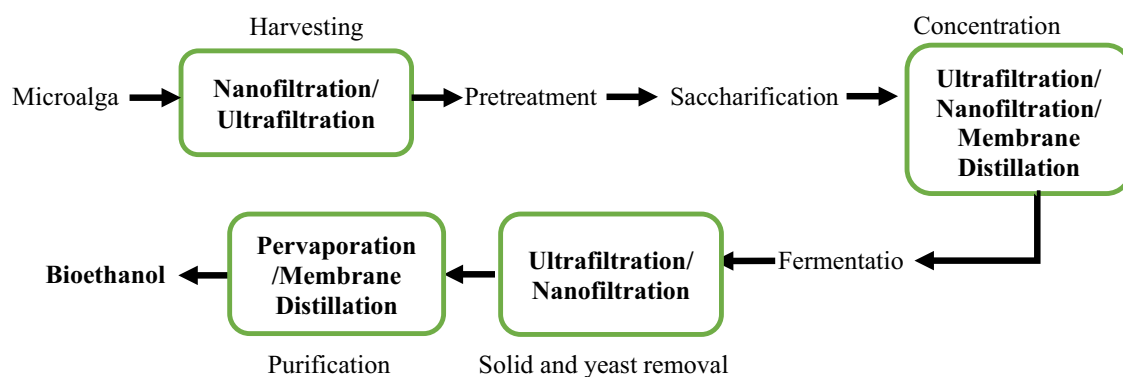 Harvesting
Concentration
Microalga
Nanofiltration/
Ultrafiltration
Pretreatment
Saccharification
Ultrafiltration/
Nanofiltration/
Membrane
Distillation
Bioethanol
Pervaporation
/Membrane
Distillation
Ultrafiltration/
Nanofiltration
Fermentatio
Purification
Solid and yeast removal